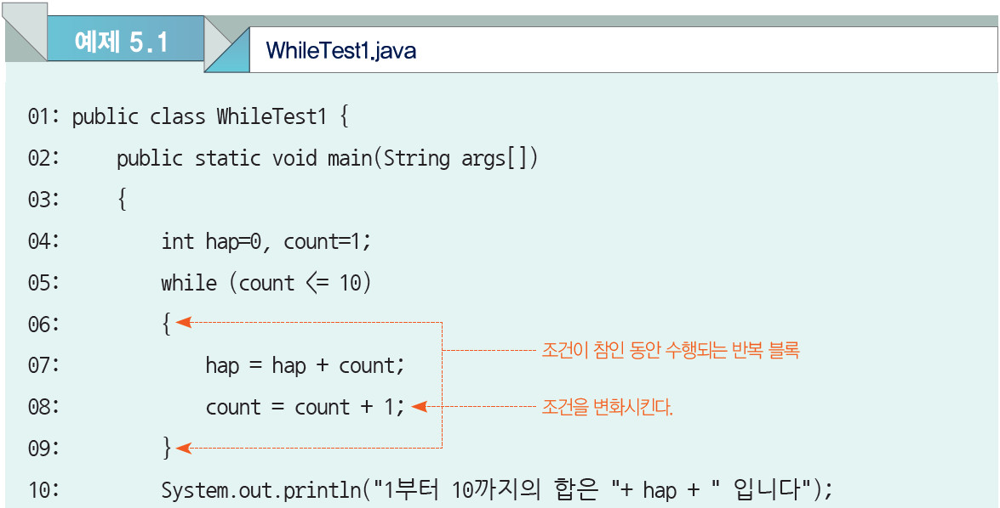 예제 5.1
WhileTest1.java
01: public class WhileTest1 {
02: public static void main(String args[])
03: {
04: int hap=0, count=1;
05: while (count <= 10)
06: {
조건이 참인 동안 수행되는 반복 블록
07: hap = hap + count;
08: count = count + 1; 조건을 변화시킨다.
09: }
10: System.out.println("1부터 10까지의 합은 "+ hap + " 입니다");